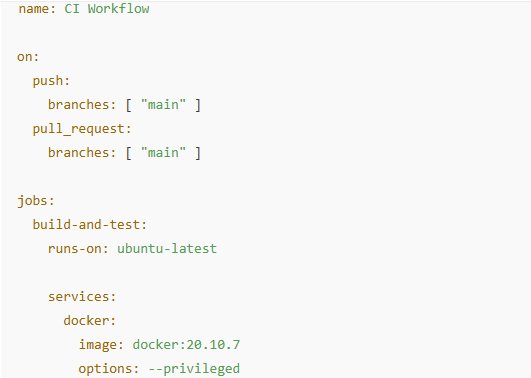 name: CI Workflow

on:
  push:
    branches: [ "main" ]
  pull_request:
    branches: [ "main" ]

jobs:
  build-and-test:
    runs-on: ubuntu-latest

    services:
      docker:
        image: docker:20.10.7
        options: --privileged